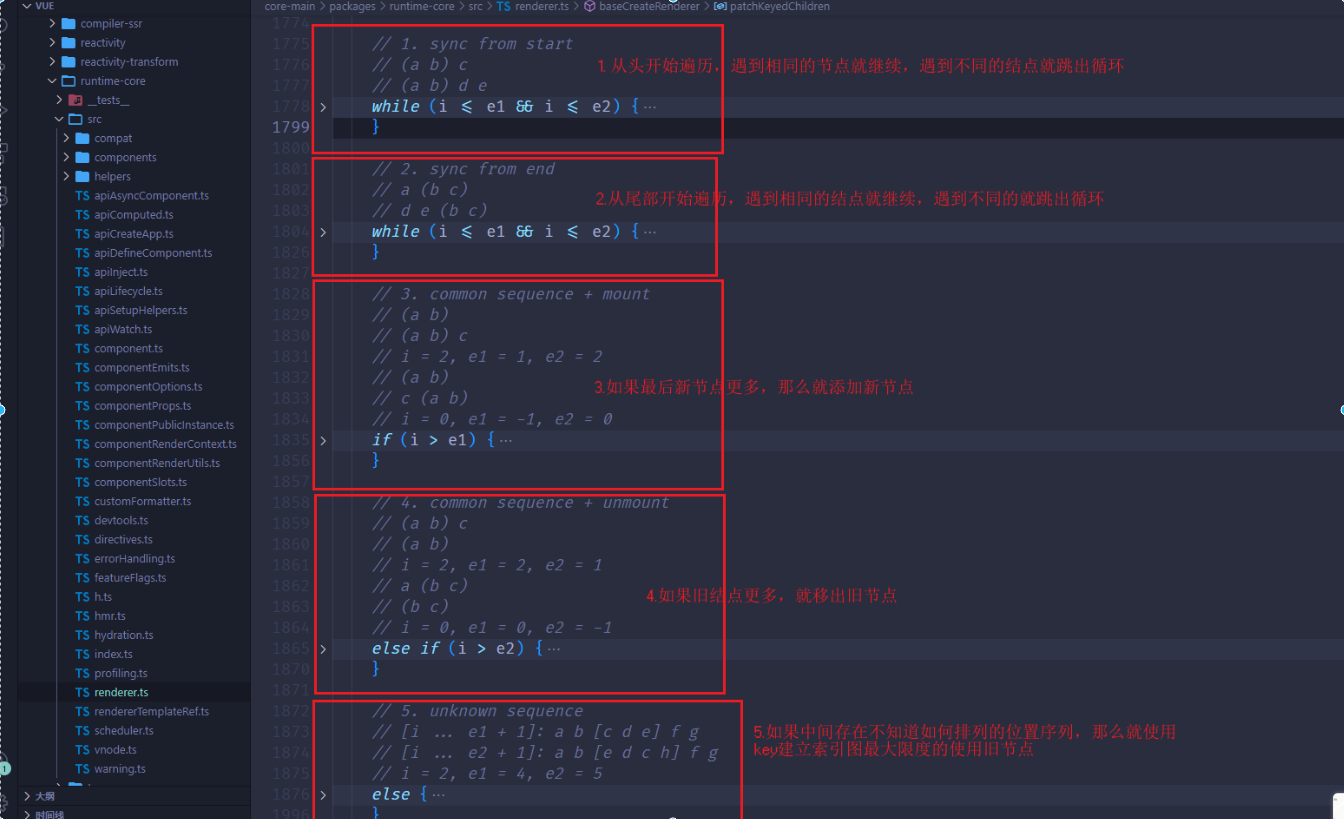 VUE
compiler-ssr
reactivity
reactivity-transform
runtime-core
__tests__
src
compat
components
helpers
TS apiAsyncComponent.ts
TS apiComputed.ts
TS apiCreateApp.ts
TS apiDefineComponent.ts
TS apiInject.ts
TS apiLifecycle.ts
TS apiSetupHelpers.ts
TS apiWatch.ts
TS component.ts
TS componentEmits.ts
TS componentOptions.ts
TS componentProps.ts
TS componentPublicInstance.ts
TS componentRenderContext.ts
TS componentRenderUtils.ts
TS componentSlots.ts
TS customFormatter.ts
TS devtools.ts
TS directives.ts
TS errorHandling.ts
TS featureFlags.ts
TS h.ts
TS hmr.ts
TS hydration.ts
TS index.ts
TS profiling.ts
TS renderer.ts
TS rendererTemplateRef.ts
TS scheduler.ts
TS vnode.ts
TS warning.ts
大纲
时间线
core-main > packages > runtime-core > src > TS renderer.ts > baseCreateRenderer > patchKeyedChildren
1774
1775 // 1. sync from start
1776 // (a b) c
1.从头开始遍历，遇到相同的节点就继续，遇到不同的结点就跳出循环
1777 // (a b) d e
1778 while (i <= e1 && i <= e2) { ···
1799 }
1800
1801 // 2. sync from end
1802 // a (b c)
2.从尾部开始遍历，遇到相同的结点就继续，遇到不同的就跳出循环
1803 // d e (b c)
1804 while (i <= e1 && i <= e2) { ···
1826 }
1827
1828 // 3. common sequence + mount
1829 // (a b)
1830 // (a b) c
1831 // i = 2, e1 = 1, e2 = 2
1832 // (a b)
3.如果最后新节点更多，那么就添加新节点
1833 // c (a b)
1834 // i = 0, e1 = -1, e2 = 0
1835 if (i > e1) { ···
1856 }
1857
1858 // 4. common sequence + unmount
1859 // (a b) c
1860 // (a b)
1861 // i = 2, e1 = 2, e2 = 1
1862 // a (b c)
4.如果旧结点更多，就移出旧节点
1863 // (b c)
1864 // i = 0, e1 = 0, e2 = -1
1865 else if (i > e2) { ···
1870 }
1871
1872 // 5. unknown sequence
1873 // [i ... e1 + 1]: a b [c d e] f g
5.如果中间存在不知道如何排列的位置序列，那么就使用
1874 // [i ... e2 + 1]: a b [e d c h] f g
key建立索引图最大限度的使用旧节点
1875 // i = 2, e1 = 4, e2 = 5
1876 else { ···
1996 }